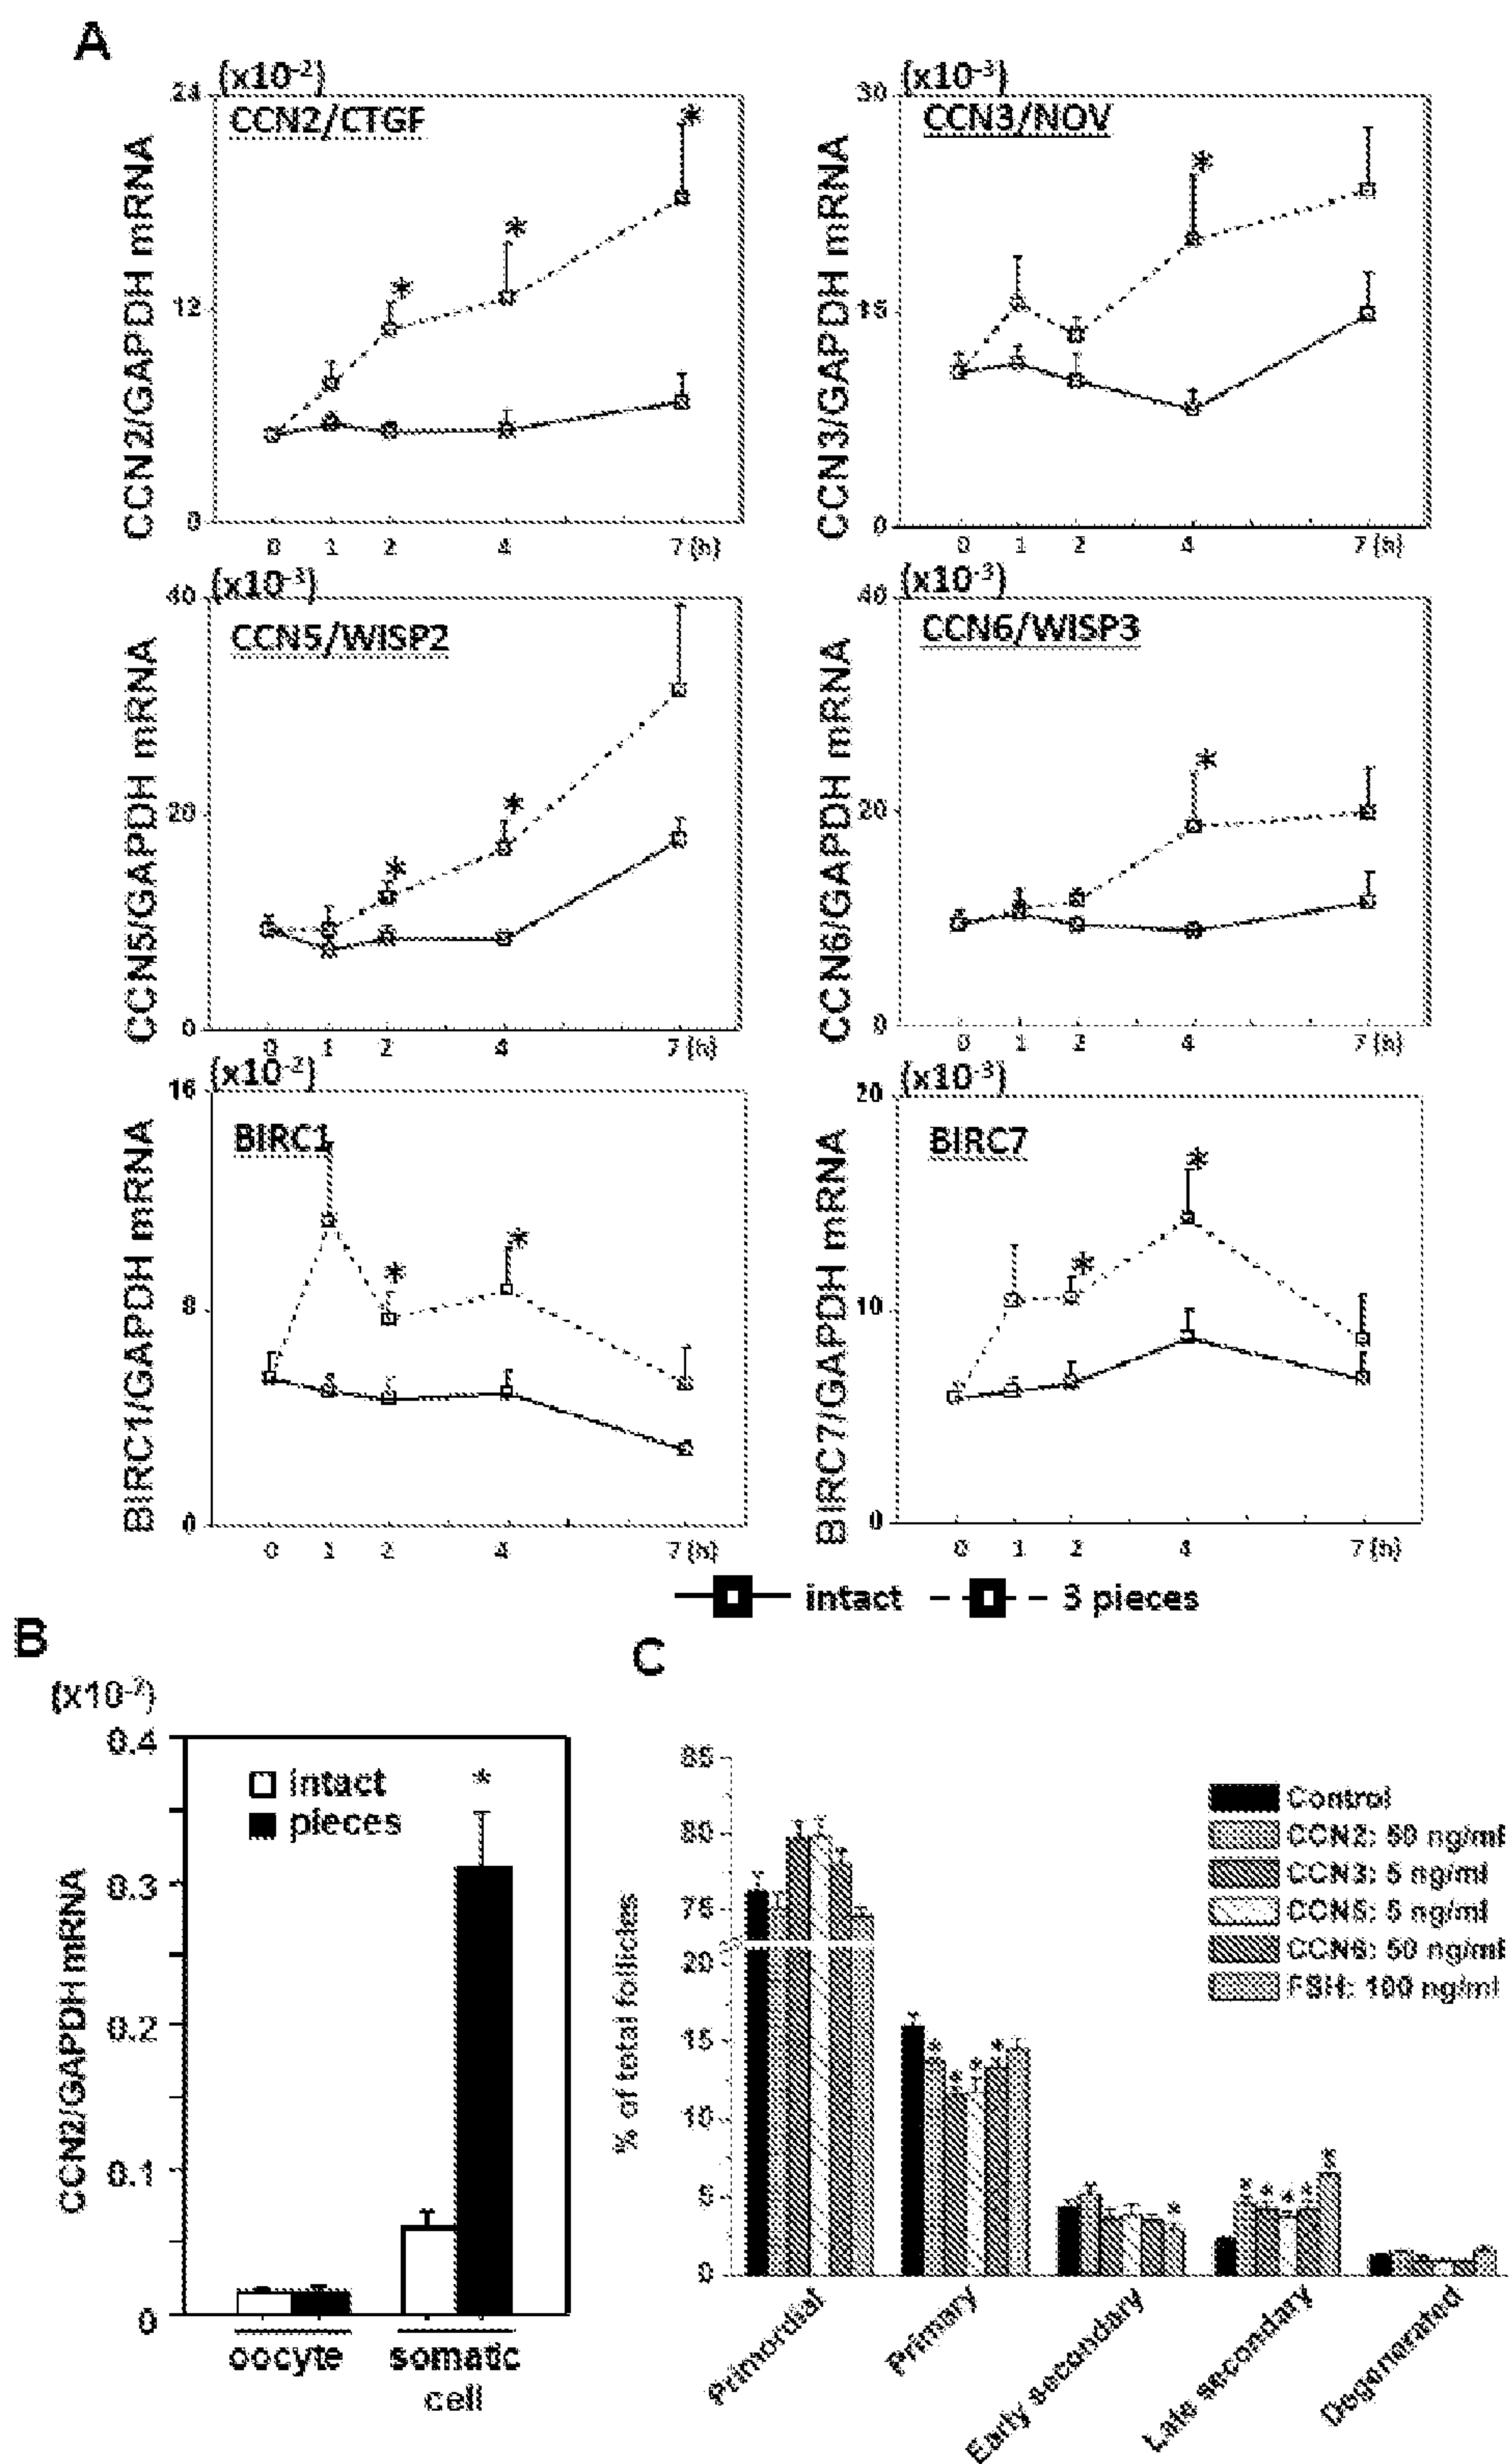 A
(x10⁻²)
24
CCN2/CTGF
*
*
*
12
0
CCN2/GAPDH mRNA
0 1 2 4 7 (h)
(x10⁻³)
30
CCN3/NOV
*
15
0
CCN3/GAPDH mRNA
0 1 2 4 7 (h)
(x10⁻³)
40
CCN5/WISP2
*
*
20
0
CCN5/GAPDH mRNA
0 1 2 4 7 (h)
(x10⁻³)
40
CCN6/WISP3
*
20
0
CCN6/GAPDH mRNA
0 1 2 4 7 (h)
(x10⁻²)
16
BIRC1
*
*
8
0
BIRC1/GAPDH mRNA
0 1 2 4 7 (h)
(x10⁻³)
20
BIRC7
*
*
10
0
BIRC7/GAPDH mRNA
0 1 2 4 7 (h)
intact 3 pieces
B
(x10⁻²)
0.4
0.3
0.2
0.1
0
CCN2/GAPDH mRNA
intact
pieces
*
oocyte
somatic
cell
C
85
80
75
20
15
10
5
0
% of total follicles
Control
CCN2: 50 ng/ml
CCN3: 5 ng/ml
CCN5: 5 ng/ml
CCN6: 50 ng/ml
FSH: 100 ng/ml
* * * *
*
* * * * *
Primordial
Primary
Early secondary
Late secondary
Degenarated